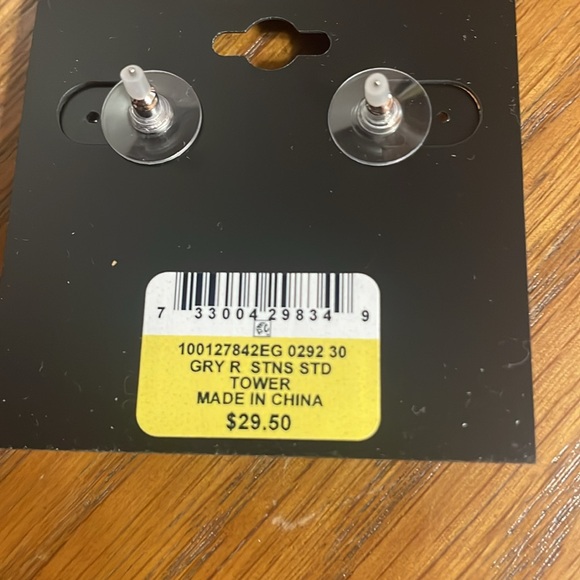 7 33004 29834 9
100127842EG 0292 30
GRY R STNS STD
TOWER
MADE IN CHINA
$29.50